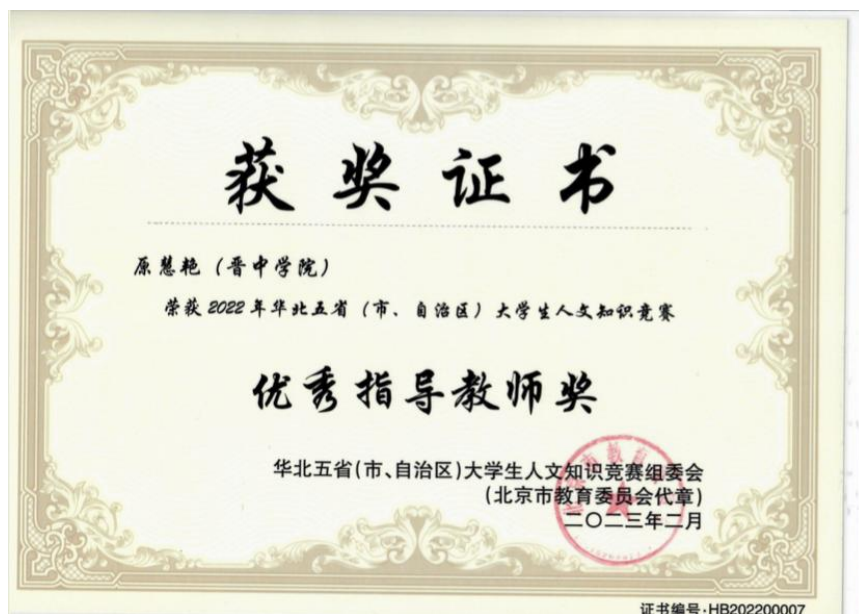 获奖证书
原慧艳（晋中学院）
荣获2022年华北五省（市、自治区）大学生人文知识竞赛
优秀指导教师奖
华北五省(市、自治区)大学生人文知识竞赛组委会
(北京市教育委员会代章)
二〇二三年二月
证书编号:HB202200007